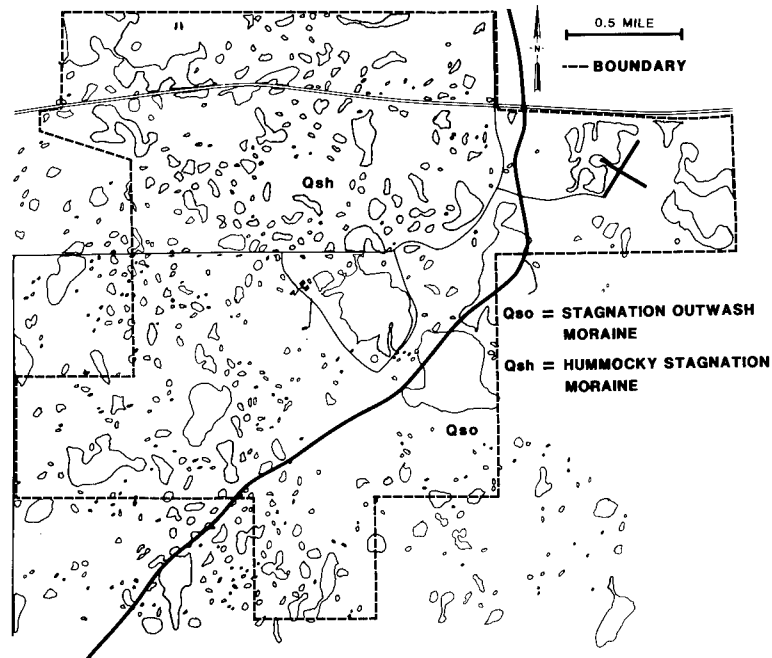 0.5 MILE
N
BOUNDARY
Qsh
Qso = STAGNATION OUTWASH
MORAINE
Qsh = HUMMOCKY STAGNATION
MORAINE
Qso